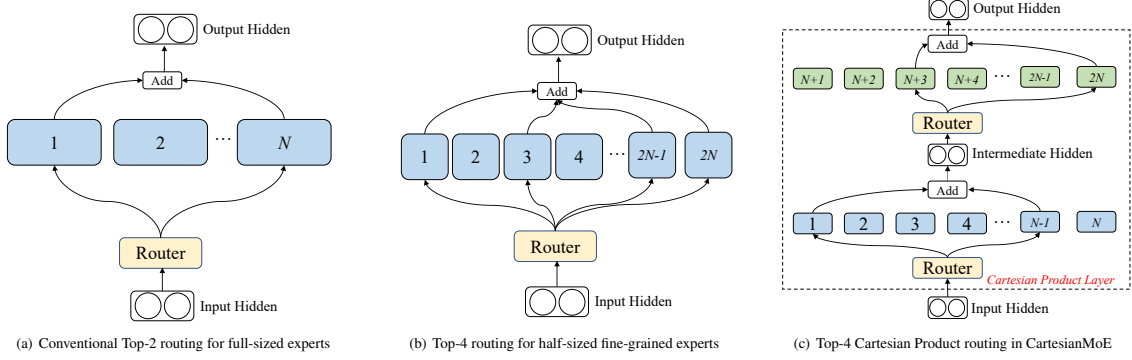 Output Hidden
Add
1
2
...
N
Router
Input Hidden
(a) Conventional Top-2 routing for full-sized experts
Output Hidden
Add
1
2
3
4
...
2N-1
2N
Router
Input Hidden
(b) Top-4 routing for half-sized fine-grained experts
Output Hidden
Add
N+1
N+2
N+3
N+4
...
2N-1
2N
Router
Intermediate Hidden
Add
1
2
3
4
...
N-1
N
Router
Cartesian Product Layer
Input Hidden
(c) Top-4 Cartesian Product routing in CartesianMoE